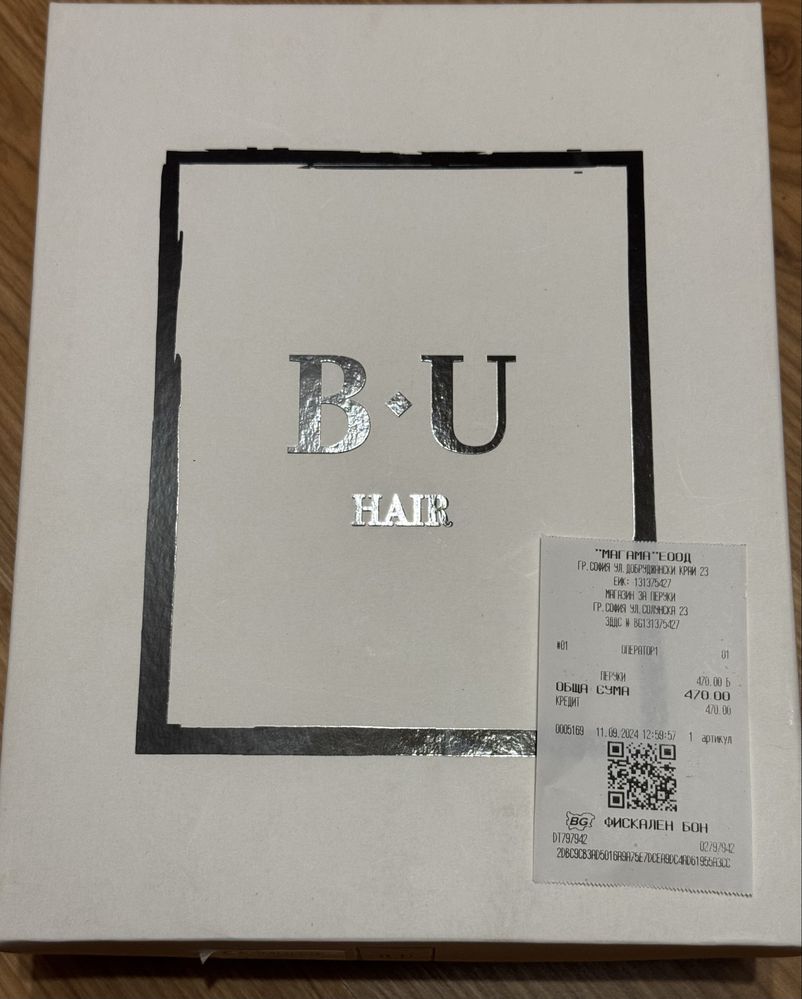 B U
HAIR
"МАГАМА"ЕООД
ГР.СОФИЯ УЛ.ДОБРУДЖАНСКИ КРАЙ 23
ЕИК: 131375427
МАГАЗИН ЗА ПЕРУКИ
ГР.СОФИЯ УЛ.СОЛУНСКА 23
ЗДДС № BG131375427
#01 ОПЕРАТОР1 01
ПЕРУКИ 470.00 Б
ОБЩА СУМА 470.00
КРЕДИТ 470.00
0005169 11.09.2024 12:59:57 1 артикул
BG ФИСКАЛЕН БОН
DT797942 02797942